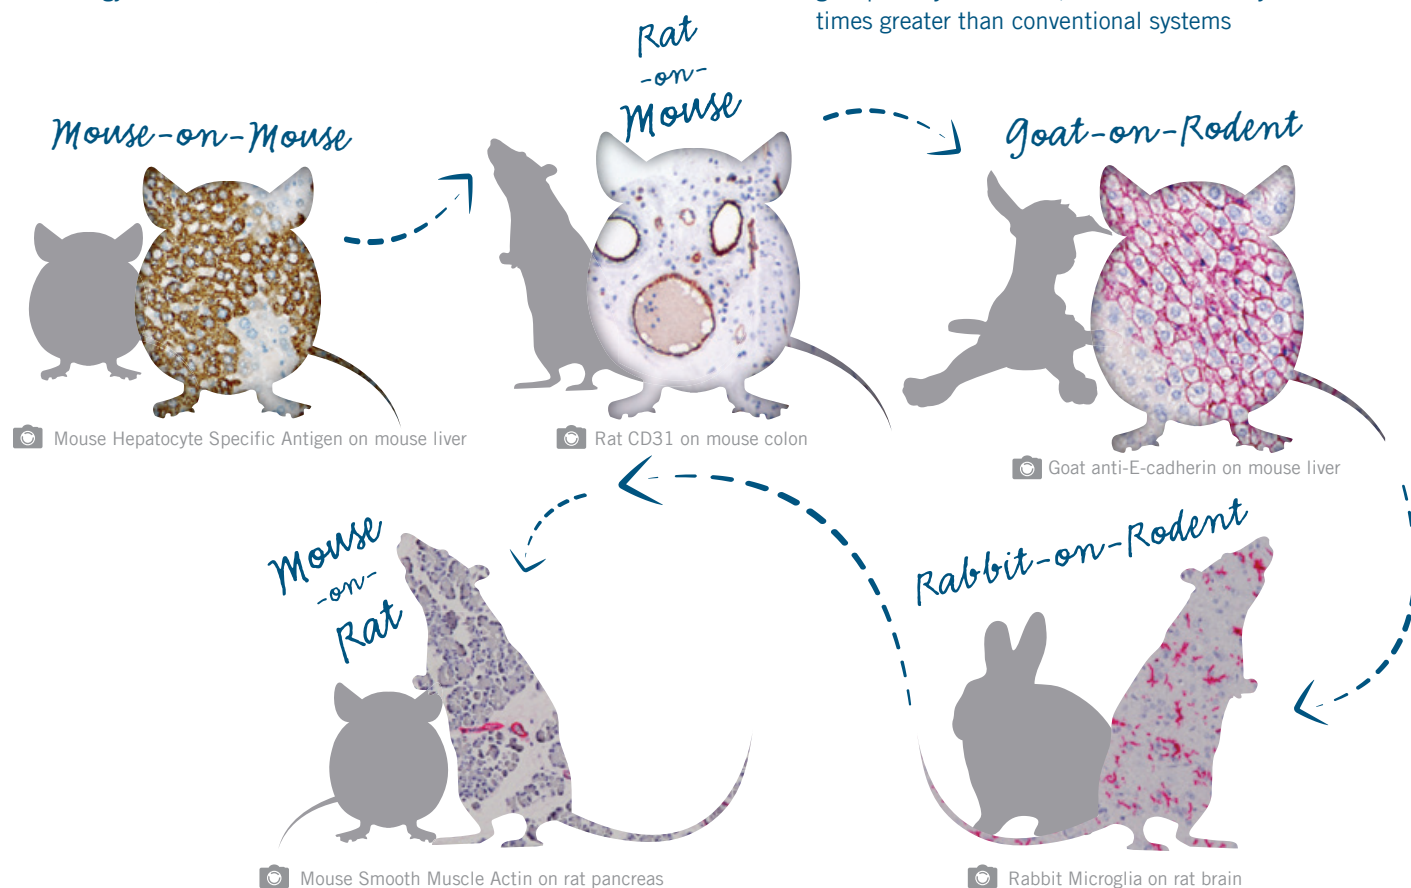 times greater than conventional systems
Mouse-on-Mouse
Rat
-on-
Mouse
Goat-on-Rodent
Mouse Hepatocyte Specific Antigen on mouse liver
Rat CD31 on mouse colon
Goat anti-E-cadherin on mouse liver
Mouse
-on-
Rat
Rabbit-on-Rodent
Mouse Smooth Muscle Actin on rat pancreas
Rabbit Microglia on rat brain